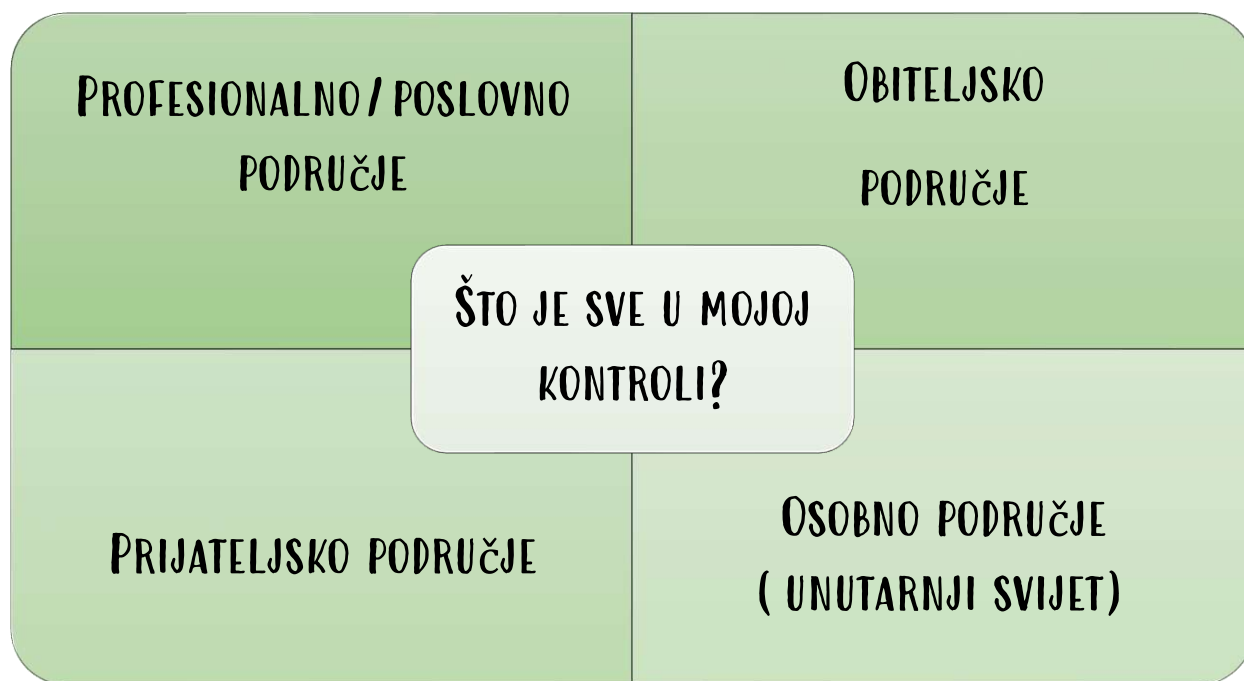 Profesionalno / poslovno
područje
Obiteljsko
područje
Što je sve u mojoj
kontroli?
Prijateljsko područje
Osobno područje
( unutarnji svijet)